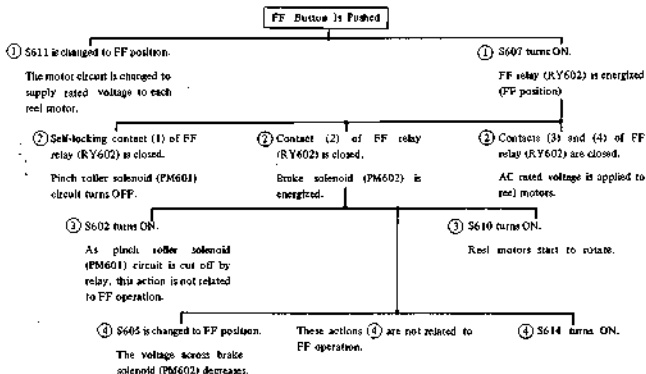 FF Button Is Pushed
① S611 is changed to FF position.
The motor circuit is changed to
supply rated voltage to each
reel motor.
① S607 turns ON.
FF relay (RY602) is energized
(FF position)
② Self-locking contact (1) of FF
relay (RY602) is closed.
Pinch roller solenoid (PM601)
circuit turns OFF.
② Contact (2) of FF relay
(RY602) is closed.
Brake solenoid (PM602) is
energized.
② Contacts (3) and (4) of FF
relay (RY602) are closed.
AC rated voltage is applied to
reel motors.
③ S602 turns ON.
As pinch roller solenoid
(PM601) circuit is cut off by
relay, this action is not related
to FF operation.
③ S610 turns ON.
Reel motors start to rotate.
④ S605 is changed to FF position.
The voltage across brake
solenoid (PM602) decreases.
These actions ④ are not related to
FF operation.
④ S614 turns ON.